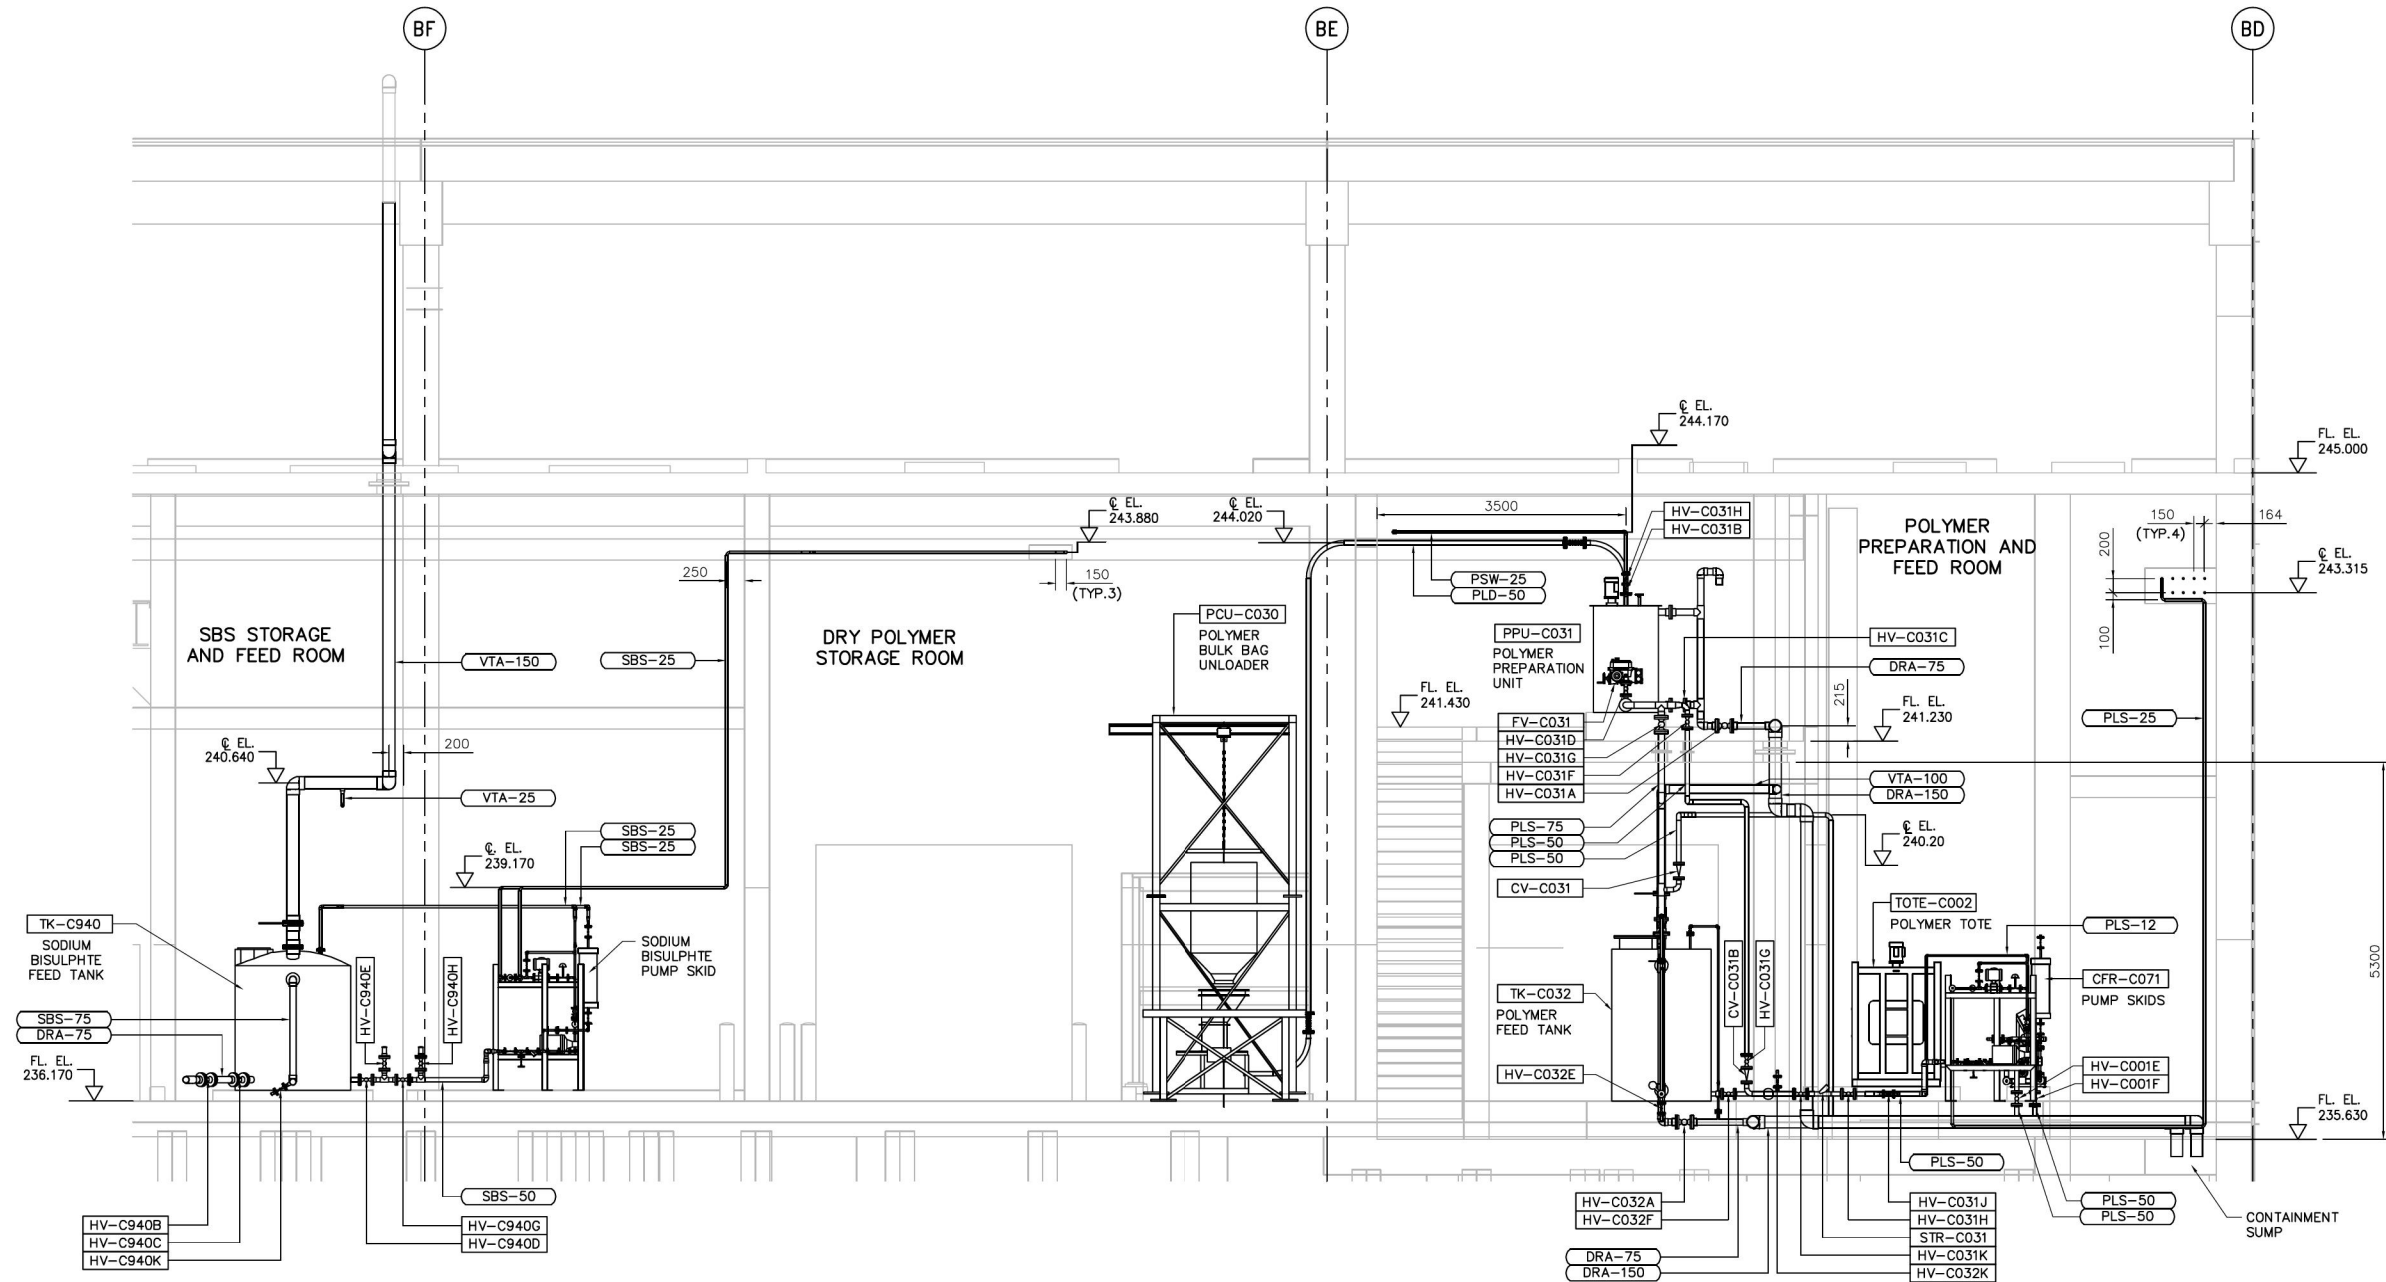 BF
BE
BD
℄ EL.
244.170
FL. EL.
245.000
℄ EL.
243.880
℄ EL.
244.020
3500
HV-C031H
HV-C031B
POLYMER
PREPARATION AND
FEED ROOM
150
(TYP.4)
164
200
℄ EL.
243.315
100
250
150
(TYP.3)
PSW-25
PLD-50
SBS STORAGE
AND FEED ROOM
VTA-150
SBS-25
DRY POLYMER
STORAGE ROOM
PCU-C030
POLYMER
BULK BAG
UNLOADER
PPU-C031
POLYMER
PREPARATION
UNIT
HV-C031C
DRA-75
FL. EL.
241.430
215
FL. EL.
241.230
PLS-25
FV-C031
HV-C031D
HV-C031G
HV-C031F
HV-C031A
℄ EL.
240.640
200
VTA-25
VTA-100
DRA-150
SBS-25
SBS-25
PLS-75
PLS-50
PLS-50
℄ EL.
240.20
℄ EL.
239.170
CV-C031
5300
TK-C940
SODIUM
BISULPHTE
FEED TANK
HV-C940E
HV-C940H
SODIUM
BISULPHTE
PUMP SKID
TOTE-C002
POLYMER TOTE
PLS-12
CFR-C071
PUMP SKIDS
TK-C032
POLYMER
FEED TANK
CV-C031B
HV-C031G
SBS-75
DRA-75
FL. EL.
236.170
HV-C032E
HV-C001E
HV-C001F
FL. EL.
235.630
PLS-50
SBS-50
HV-C940B
HV-C940C
HV-C940K
HV-C940G
HV-C940D
HV-C032A
HV-C032F
DRA-75
DRA-150
HV-C031J
HV-C031H
STR-C031
HV-C031K
HV-C032K
PLS-50
PLS-50
CONTAINMENT
SUMP